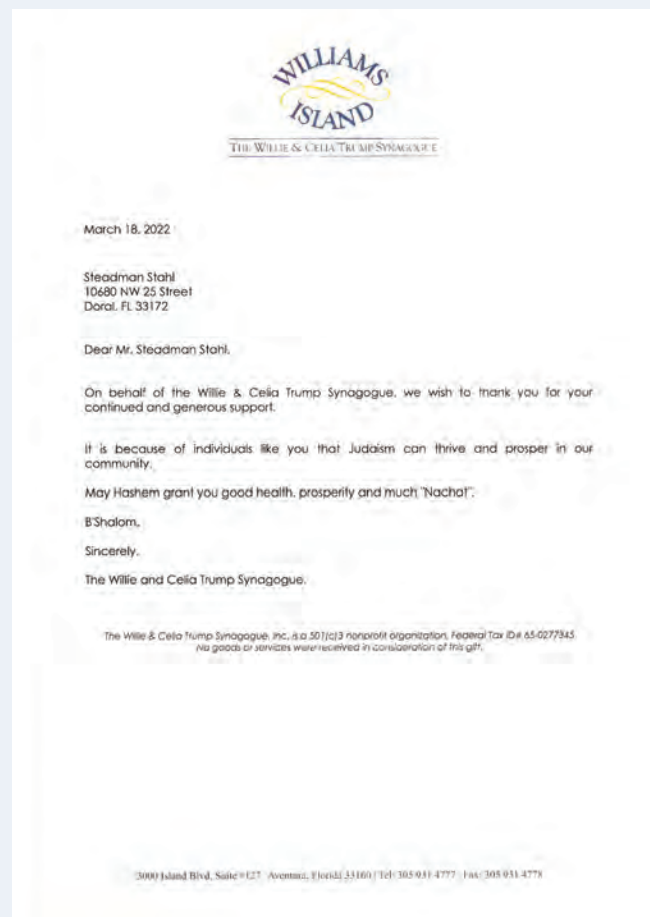 WILLIAMS
ISLAND
THE WILLIE & CELIA TRUMP SYNAGOGUE
March 18, 2022
Steadman Stahl
10680 NW 25 Street
Doral, FL 33172
Dear Mr. Steadman Stahl,
On behalf of the Willie & Celia Trump Synagogue, we wish to thank you for your
continued and generous support.
It is because of individuals like you that Judaism can thrive and prosper in our
community.
May Hashem grant you good health, prosperity and much "Nachat".
B'Shalom,
Sincerely,
The Willie and Celia Trump Synagogue.
The Willie & Celia Trump Synagogue, Inc. is a 501(c)3 nonprofit organization, Federal Tax ID# 65-0277345
No goods or services were received in consideration of this gift.
3000 Island Blvd, Suite #127 Aventura, Florida 33160 | Tel: 305 931 4777 Fax: 305 931 4778